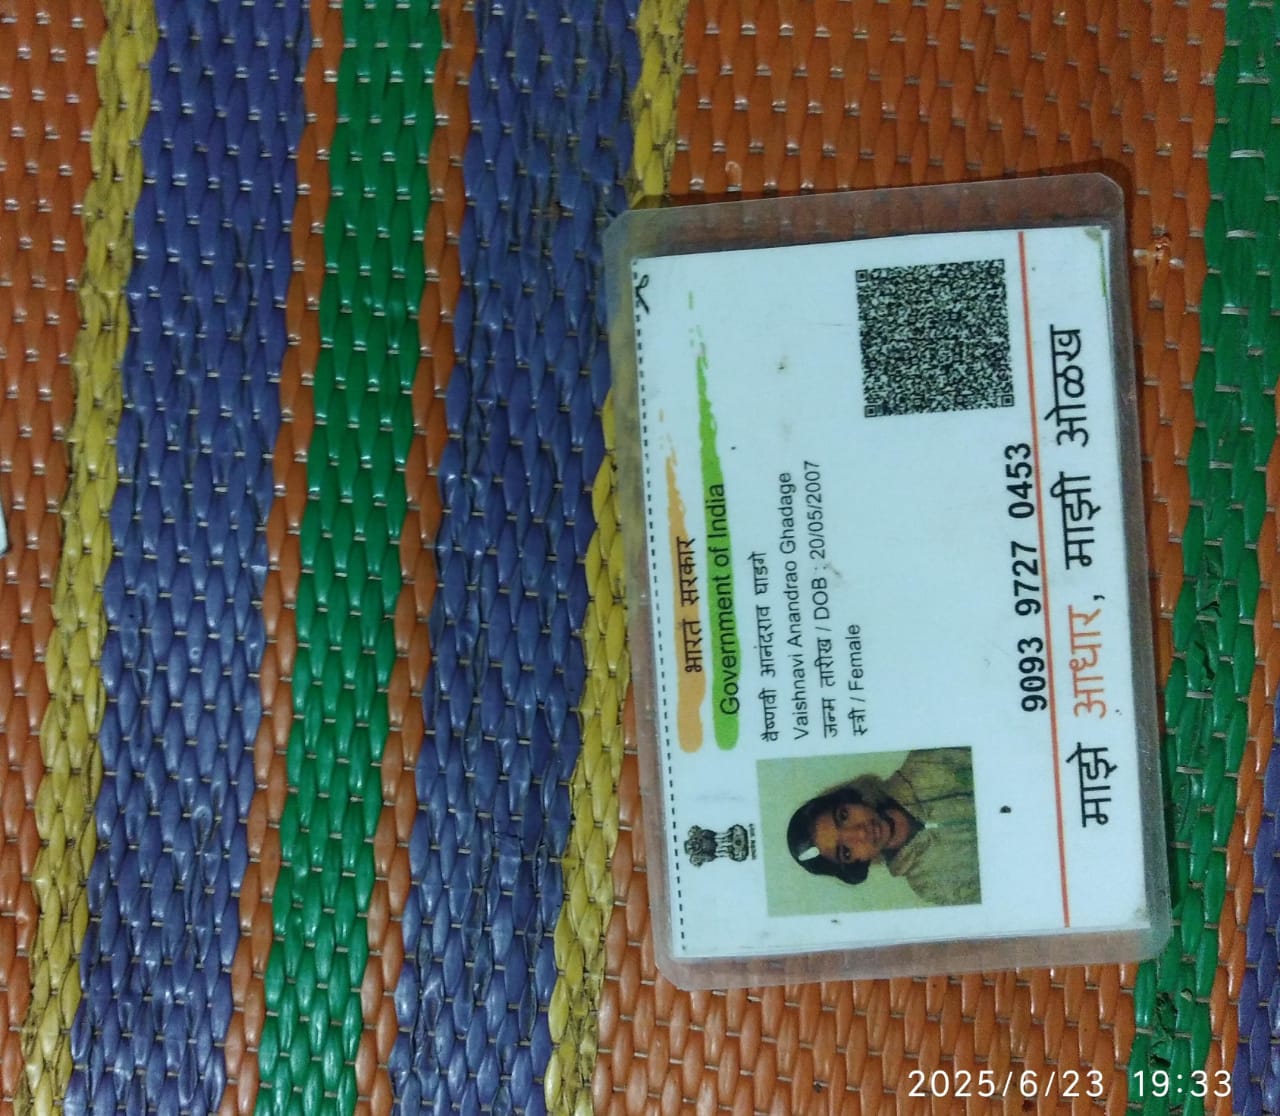 भारत सरकार
Government of India
वैष्णवी आनंदराव घाडगे
Vaishnavi Anandrao Ghadage
जन्म तारीख / DOB : 20/05/2007
स्त्री / Female
9093 9727 0453
माझे आधार, माझी ओळख
2025/6/23 19:33